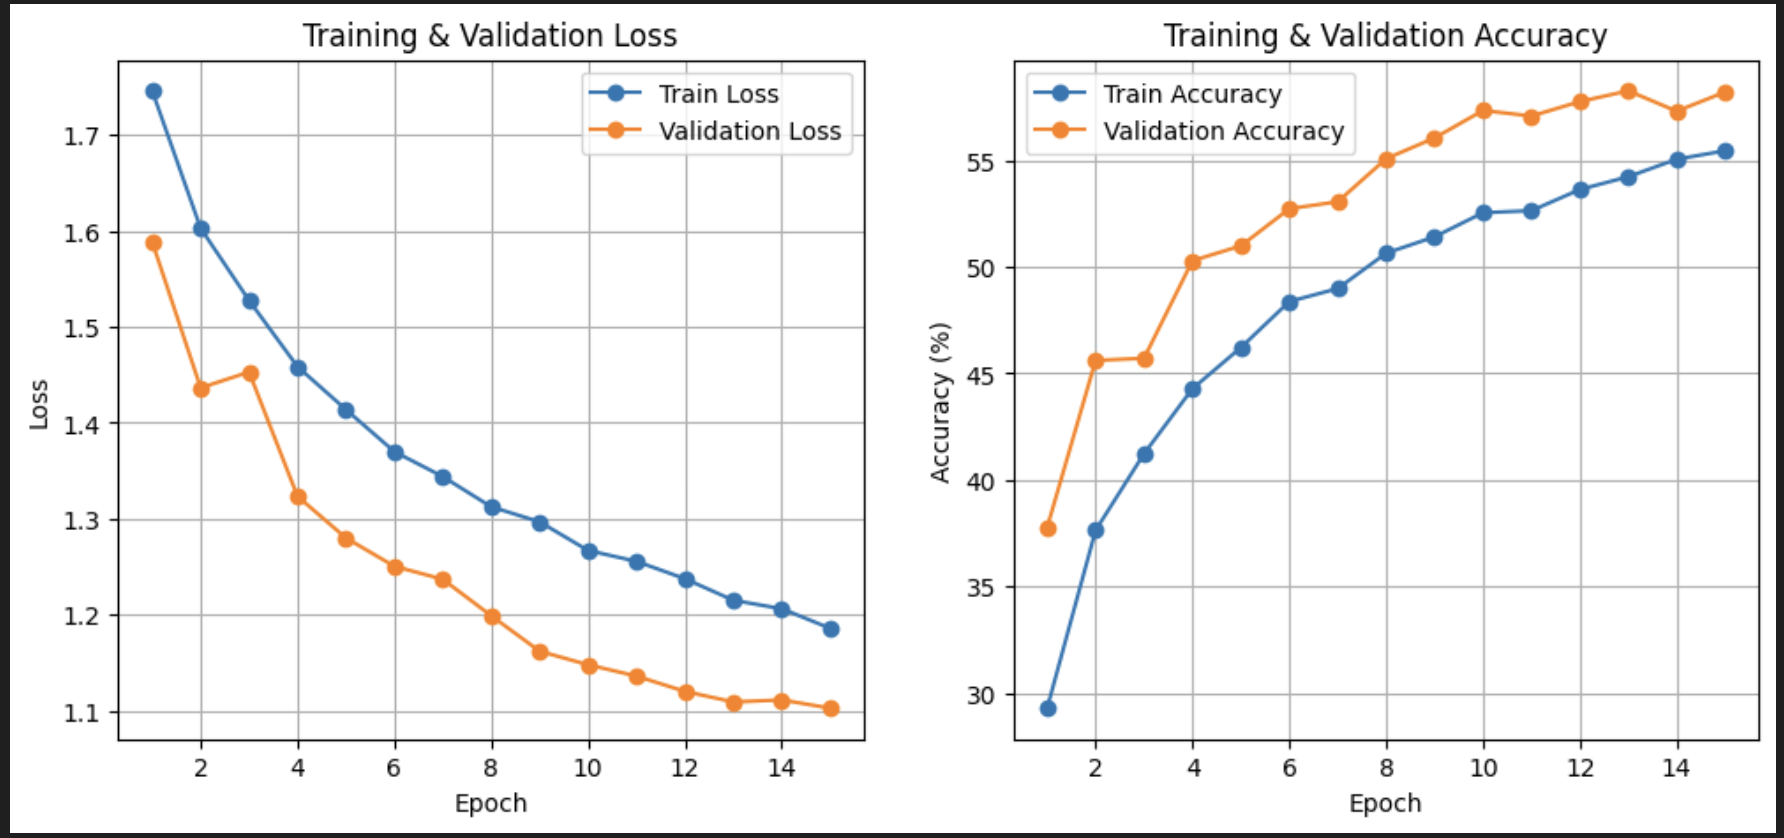 Training & Validation Loss
Train Loss
Validation Loss
1.7
1.6
1.5
1.4
1.3
1.2
1.1
Loss
2 4 6 8 10 12 14
Epoch
Training & Validation Accuracy
Train Accuracy
Validation Accuracy
55
50
45
40
35
30
Accuracy (%)
2 4 6 8 10 12 14
Epoch